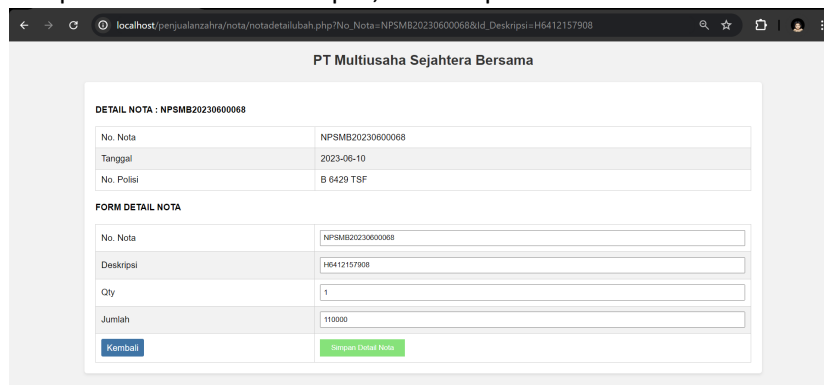 localhost/penjualanzahra/nota/notadetailubah.php?No_Nota=NPSMB20230600068&Id_Deskripsi=H6412157908
PT Multiusaha Sejahtera Bersama
DETAIL NOTA : NPSMB20230600068
No. Nota NPSMB20230600068
Tanggal 2023-06-10
No. Polisi B 6429 TSF
FORM DETAIL NOTA
No. Nota NPSMB20230600068
Deskripsi H6412157908
Qty 1
Jumlah 110000
Kembali Simpan Detail Nota